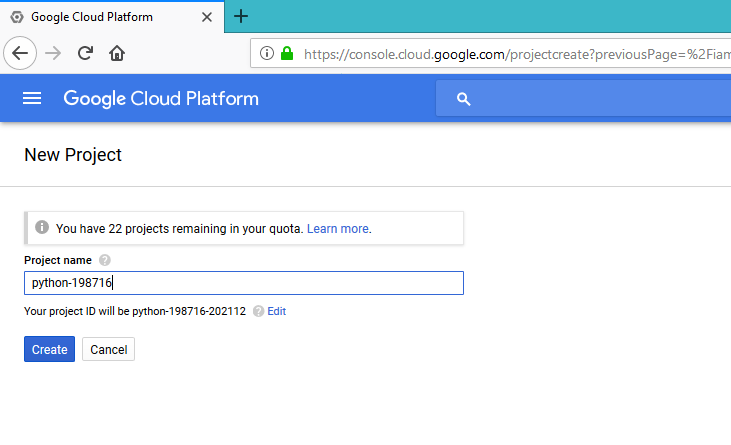 Google Cloud Platform
https://console.cloud.google.com/projectcreate?previousPage=%2Fiam
Google Cloud Platform
New Project
You have 22 projects remaining in your quota. Learn more.
Project name
python-198716
Your project ID will be python-198716-202112 Edit
Create Cancel